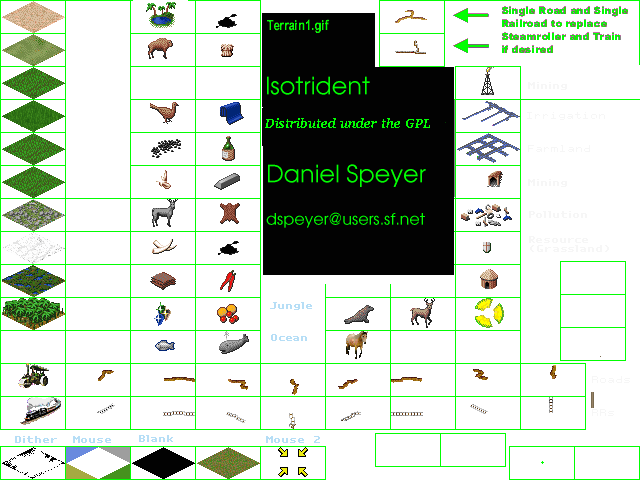 Terrain1.gif
Single Road and Single
Railroad to replace
Steamroller and Train
if desired
Isotrident
Mining
Irrigation
Distributed under the GPL
Farmland
Daniel Speyer
Mining
dspeyer@users.sf.net
Pollution
Resource
(Grassland)
Jungle
Ocean
Roads
RRs
Dither
Mouse
Blank
Mouse 2